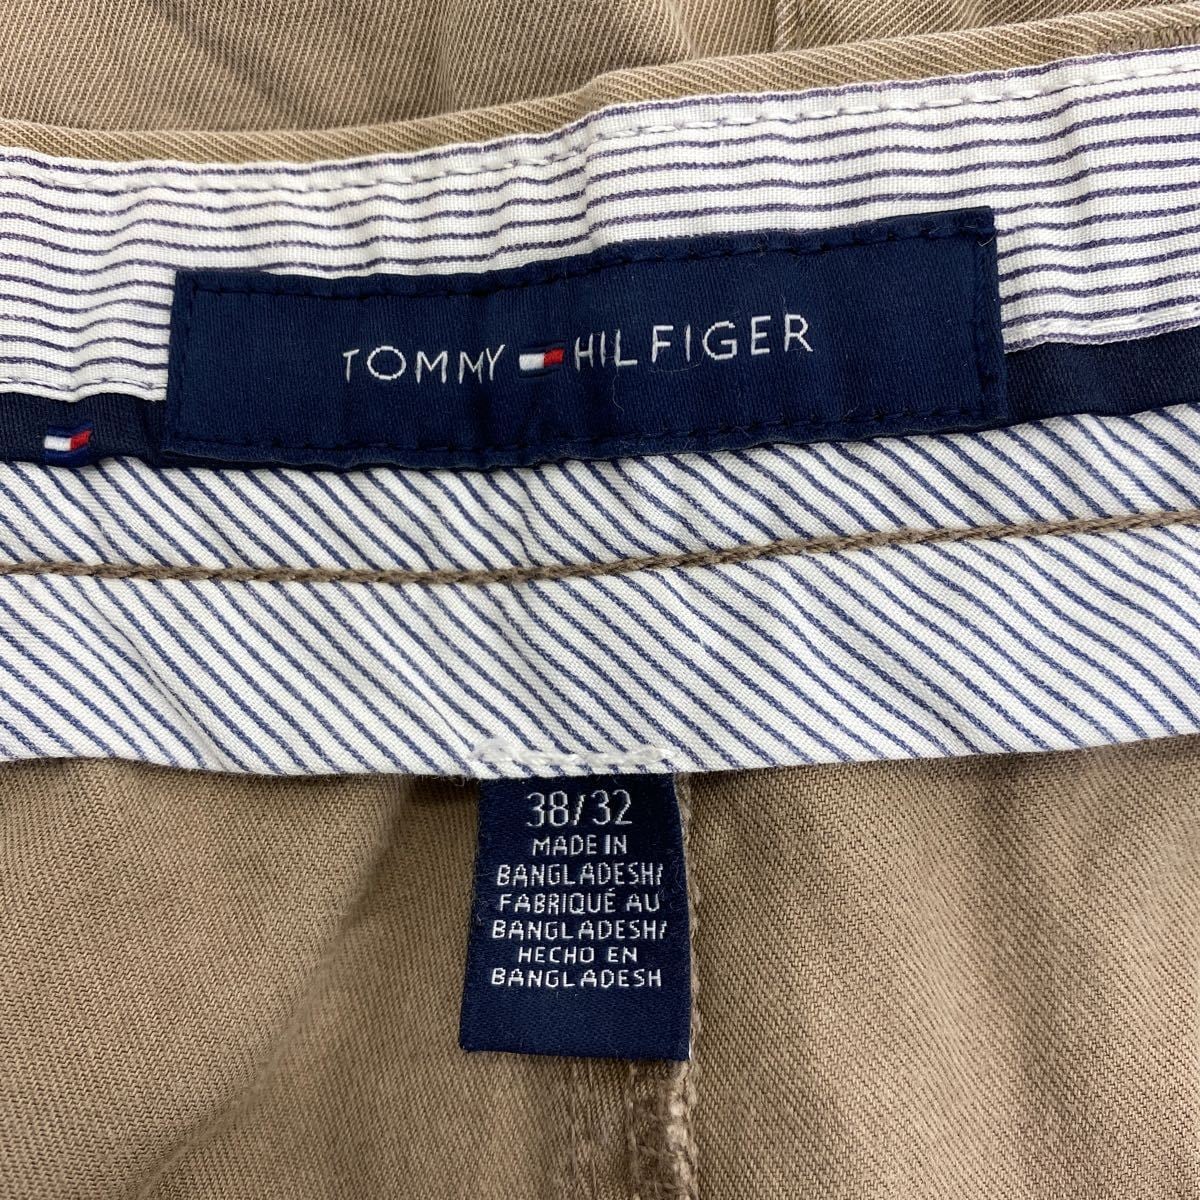 TOMMY HILFIGER
38/32
MADE IN
BANGLADESH/
FABRIQUÉ AU
BANGLADESH/
HECHO EN
BANGLADESH